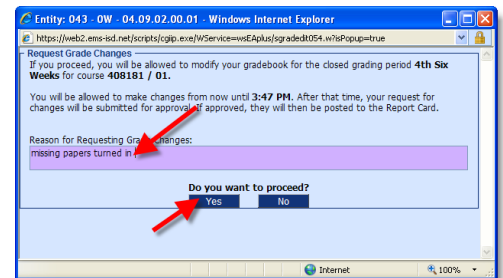 Entity: 043 - 0W - 04.09.02.00.01 - Windows Internet Explorer
https://web2.ems-isd.net/scripts/cgiip.exe/WService=wsEAplus/sgradedit054.w?isPopup=true
Request Grade Changes
If you proceed, you will be allowed to modify your gradebook for the closed grading period 4th Six
Weeks for course 408181 / 01.
You will be allowed to make changes from now until 3:47 PM. After that time, your request for
changes will be submitted for approval. If approved, they will then be posted to the Report Card.
Reason for Requesting Grade Changes:
missing papers turned in
Do you want to proceed?
Yes No
Internet 100%